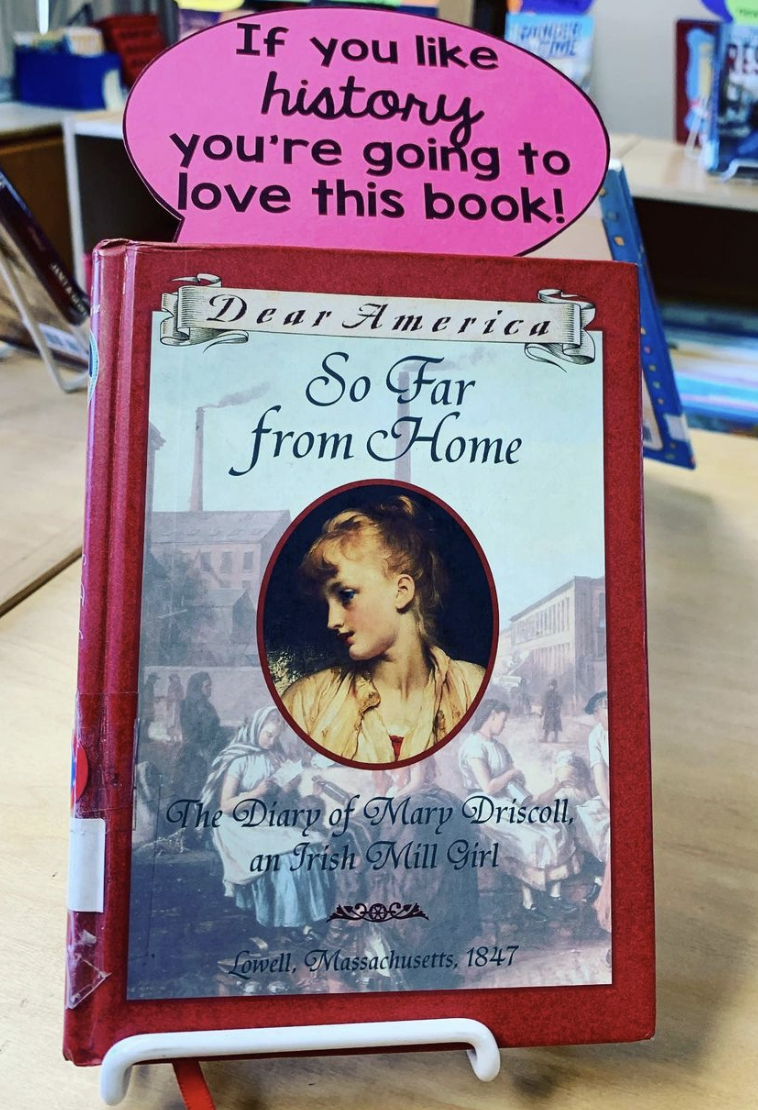 If you like
history
you're going to
love this book!
Dear America
So Far
from Home
The Diary of Mary Driscoll,
an Irish Mill Girl
Lowell, Massachusetts, 1847